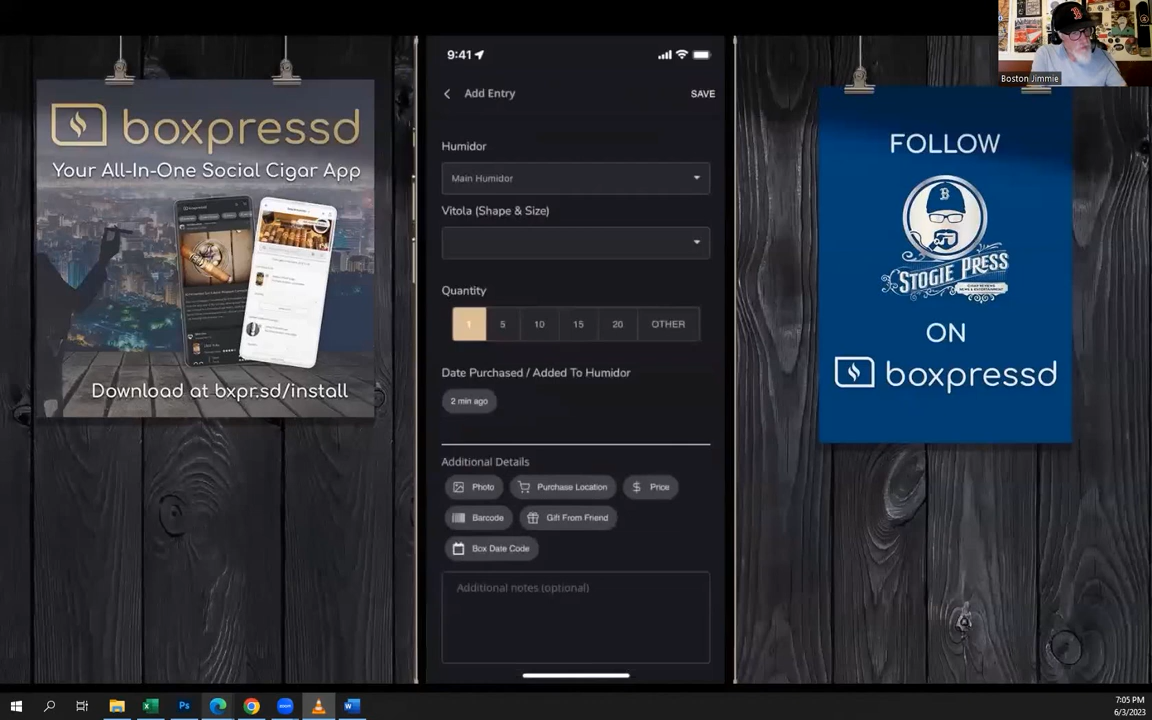 boxpressd
Your All-In-One Social Cigar App
Download at bxpr.sd/install
9:41
Add Entry
SAVE
Humidor
Main Humidor
Vitola (Shape & Size)
Quantity
1 5 10 15 20 OTHER
Date Purchased / Added To Humidor
2 min ago
Additional Details
Photo Purchase Location Price
Barcode Gift From Friend
Box Date Code
Additional notes (optional)
Boston Jimmie
FOLLOW
B
STOGIE PRESS
ON
boxpressd
7:05 PM
6/3/2023